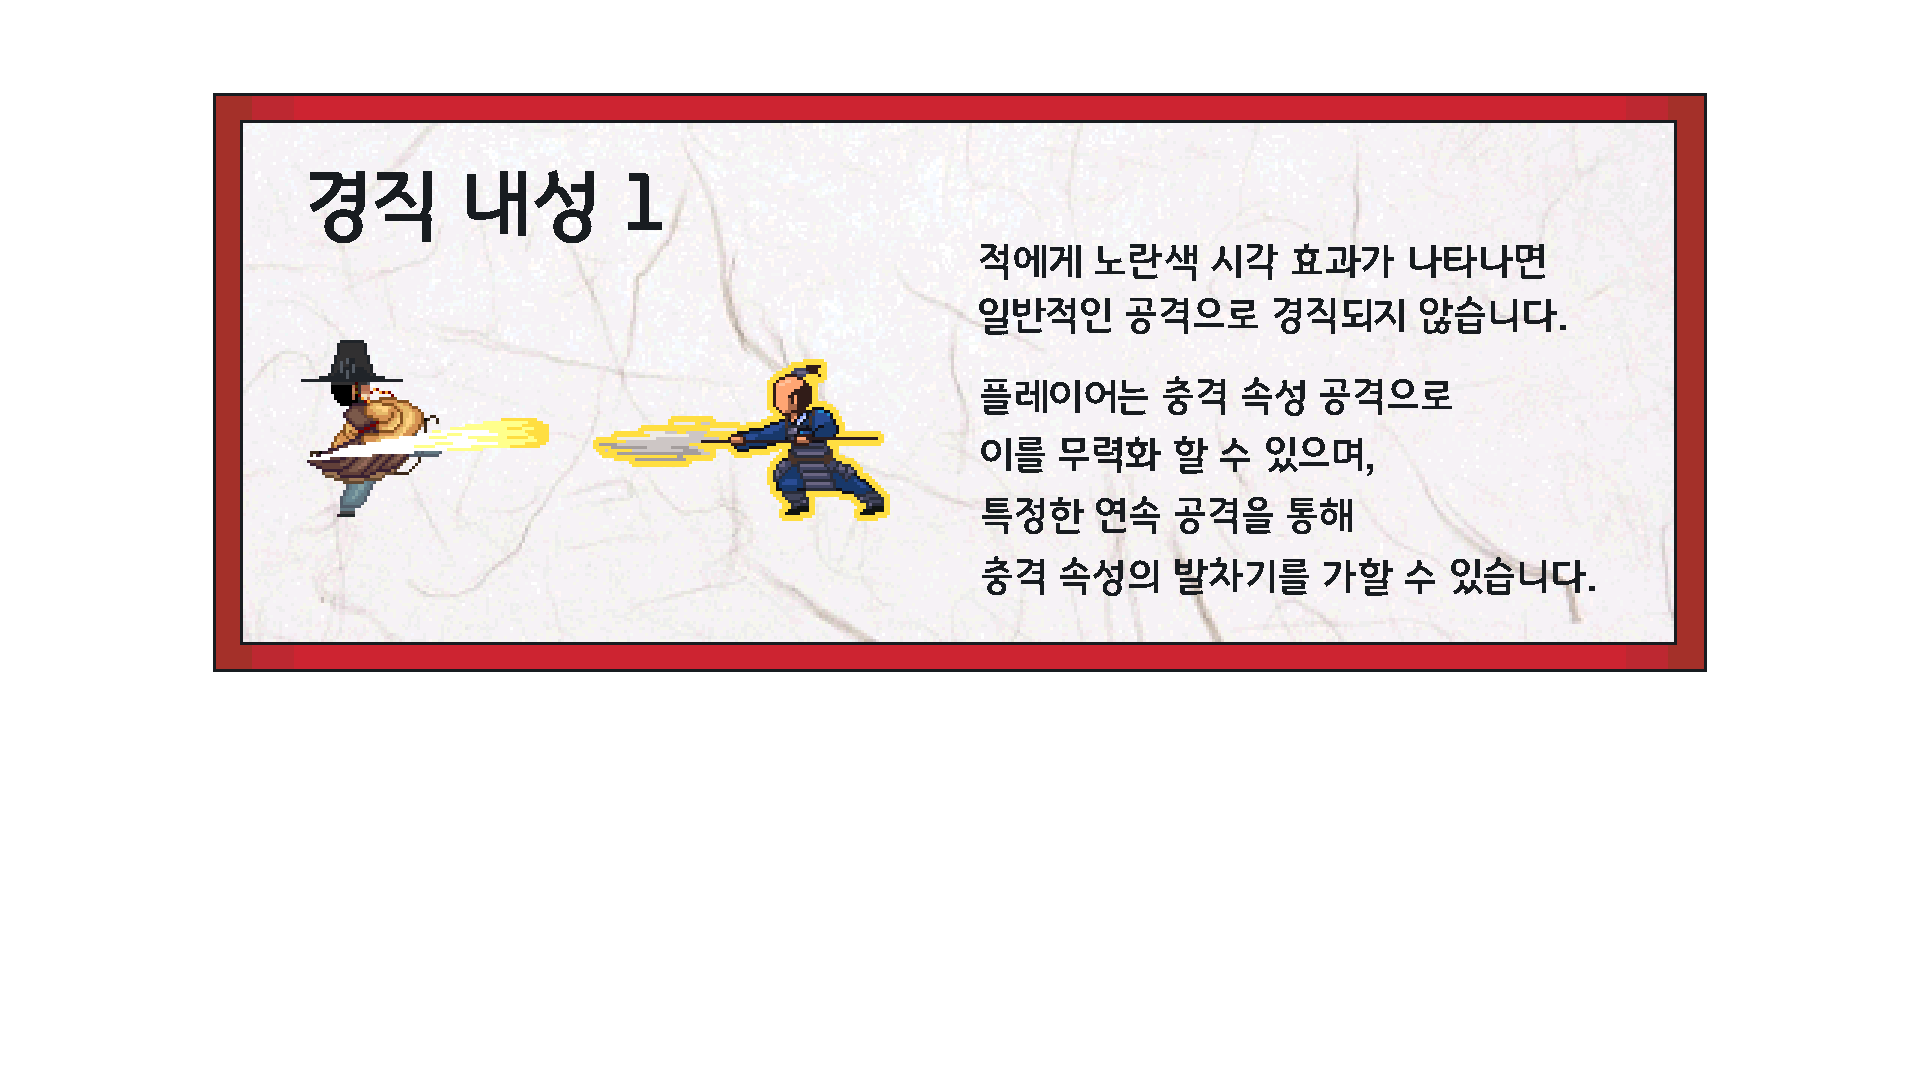 경직 내성 1
적에게 노란색 시각 효과가 나타나면
일반적인 공격으로 경직되지 않습니다.
플레이어는 충격 속성 공격으로
이를 무력화 할 수 있으며,
특정한 연속 공격을 통해
충격 속성의 발차기를 가할 수 있습니다.